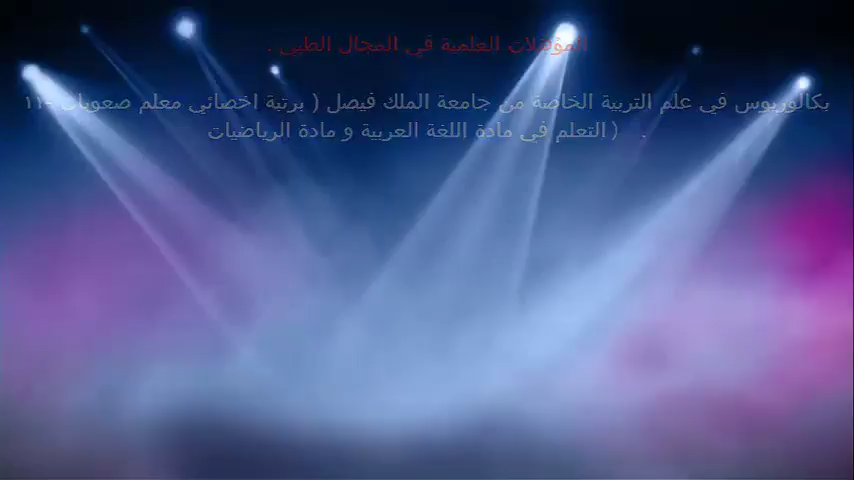 المؤهلات العلمية في المجال الطبي .
١١- بكالوريوس في علم التربية الخاصة من جامعة الملك فيصل ( برتبة اخصائي معلم صعوبات
التعلم في مادة اللغة العربية و مادة الرياضيات ) .